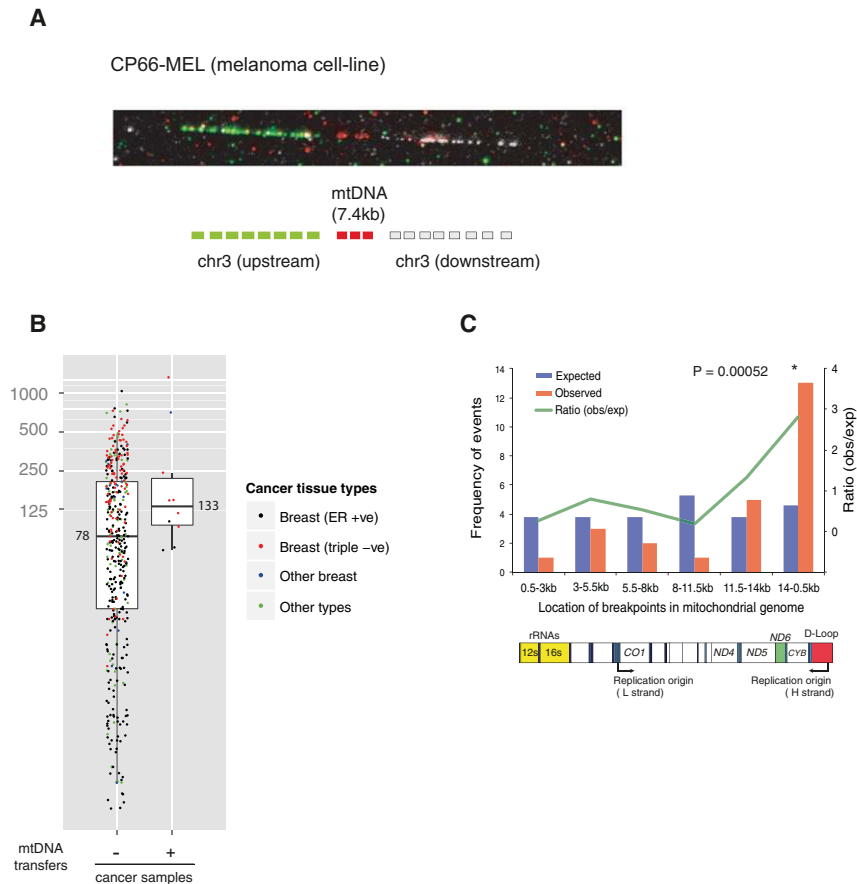 A
CP66-MEL (melanoma cell-line)
mtDNA
(7.4kb)
chr3 (upstream)
chr3 (downstream)
B
1000
500
250
125
78
133
mtDNA
transfers
-
+
cancer samples
Cancer tissue types
Breast (ER +ve)
Breast (triple –ve)
Other breast
Other types
C
Expected
Observed
Ratio (obs/exp)
P = 0.00052
*
Frequency of events
14
12
10
8
6
4
2
0
Ratio (obs/exp)
4
3
2
1
0
0.5-3kb 3-5.5kb 5.5-8kb 8-11.5kb 11.5-14kb 14-0.5kb
Location of breakpoints in mitochondrial genome
rRNAs
ND6
D-Loop
12s 16s CO1 ND4 ND5 CYB
Replication origin
( L strand)
Replication origin
( H strand)